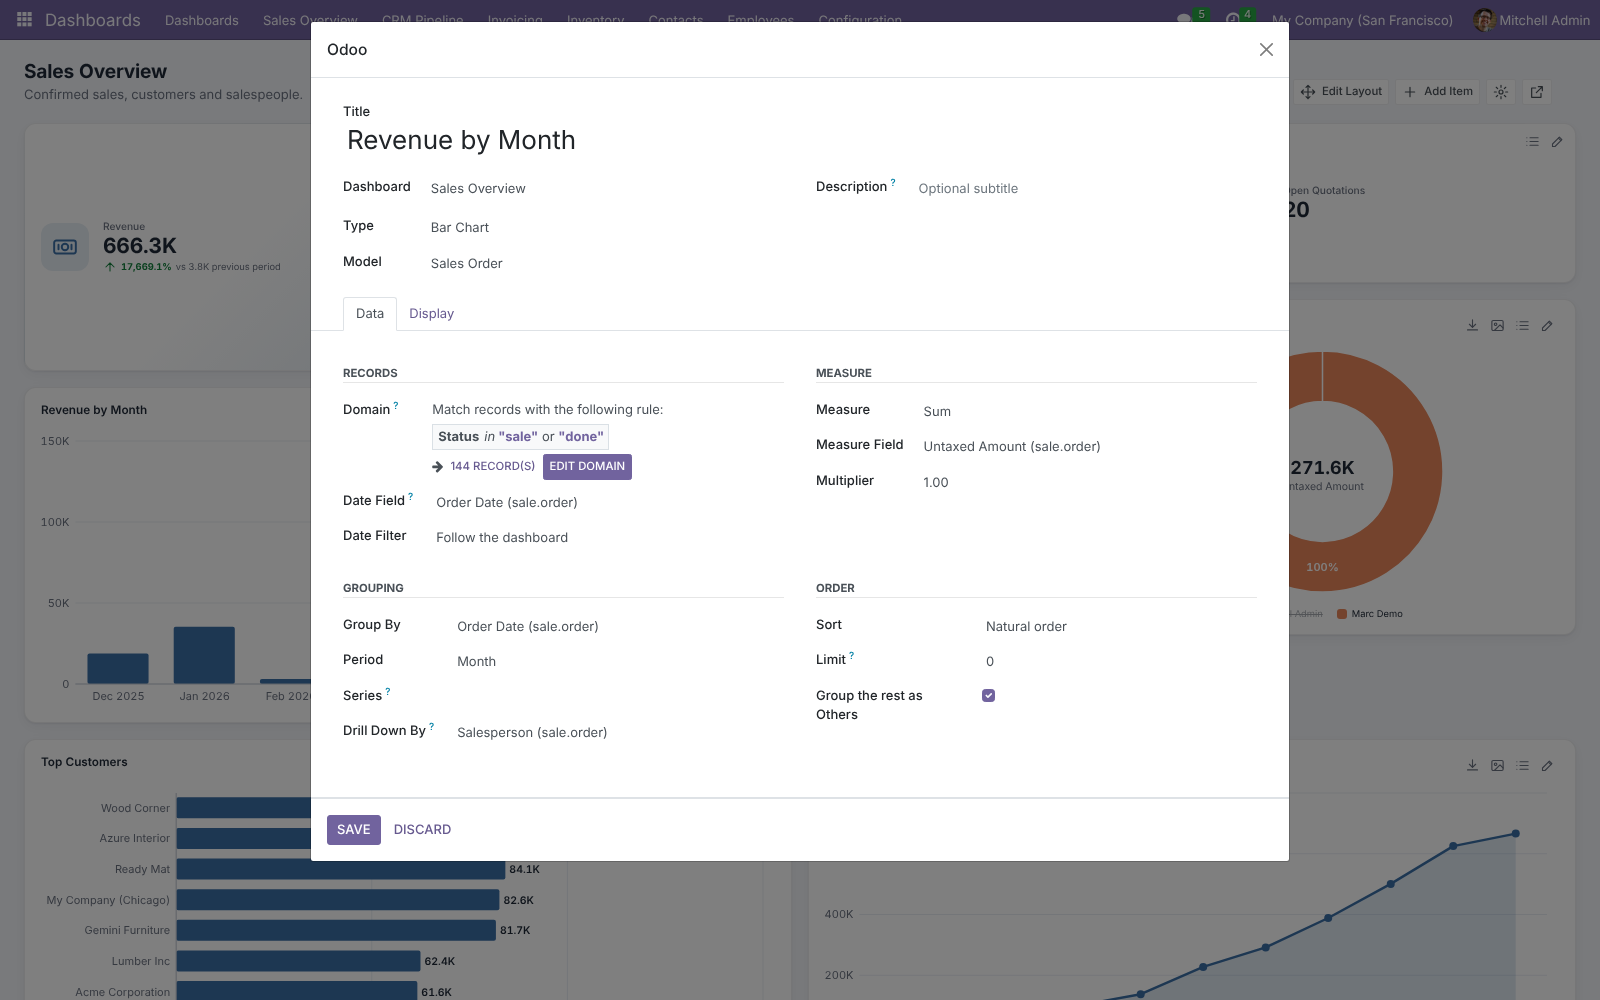 Dashboards Dashboards Sales Overview CRM Pipeline Invoicing Inventory Contacts Employees Configuration 5 4 My Company (San Francisco) Mitchell Admin
Odoo
Sales Overview
Confirmed sales, customers and salespeople.
Edit Layout Add Item
Title
Revenue by Month
Dashboard Sales Overview
Description ? Optional subtitle
Type Bar Chart
Model Sales Order
Data Display
Revenue
666.3K
17,669.1% vs 3.8K previous period
Open Quotations
20
RECORDS
Domain ? Match records with the following rule:
Status in "sale" or "done"
144 RECORD(S) EDIT DOMAIN
Date Field ? Order Date (sale.order)
Date Filter Follow the dashboard
MEASURE
Measure Sum
Measure Field Untaxed Amount (sale.order)
Multiplier 1.00
GROUPING
Group By Order Date (sale.order)
Period Month
Series ?
Drill Down By ? Salesperson (sale.order)
ORDER
Sort Natural order
Limit ? 0
Group the rest as
Others
SAVE DISCARD
Revenue by Month
150K
100K
50K
0
Dec 2025 Jan 2026 Feb
271.6K
Untaxed Amount
100%
Admin Marc Demo
Top Customers
Wood Corner
Azure Interior
Ready Mat 84.1K
My Company (Chicago) 82.6K
Gemini Furniture 81.7K
Lumber Inc 62.4K
Acme Corporation 61.6K
400K
200K